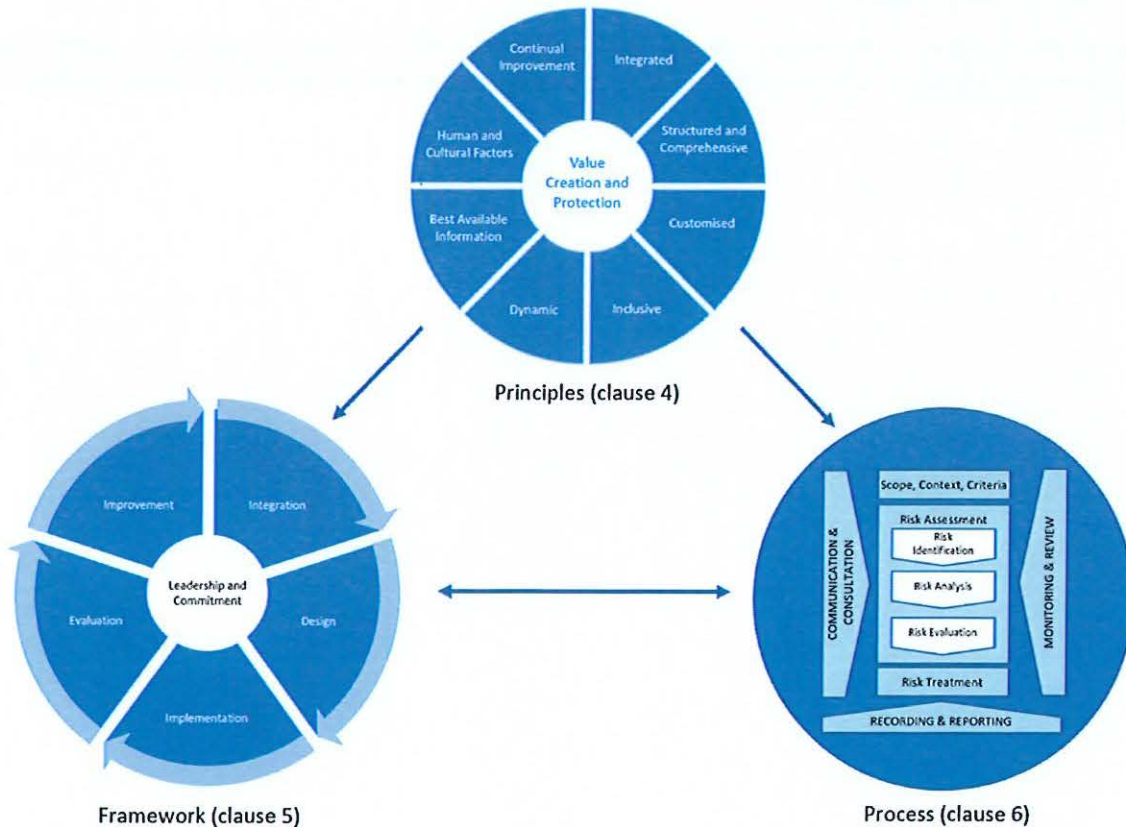 Continual
Improvement
Integrated
Human and
Cultural Factors
Structured and
Comprehensive
Value
Creation and
Protection
Best Available
Information
Customised
Dynamic
Inclusive
Principles (clause 4)
Improvement
Integration
Leadership and
Commitment
Evaluation
Design
Implementation
Framework (clause 5)
Scope, Context, Criteria
Risk Assessment
Risk
Identification
Risk Analysis
Risk Evaluation
Risk Treatment
COMMUNICATION &
CONSULTATION
MONITORING & REVIEW
RECORDING & REPORTING
Process (clause 6)